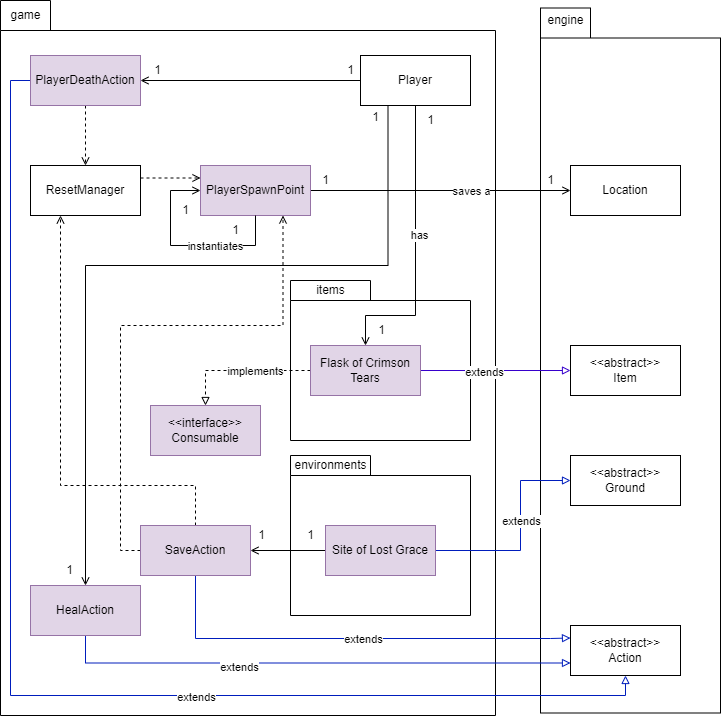 game
engine
PlayerDeathAction
1
1
Player
1
1
ResetManager
PlayerSpawnPoint
1
saves a
1
Location
1
1
instantiates
has
items
1
Flask of Crimson
Tears
implements
extends
<<abstract>>
Item
<<interface>>
Consumable
environments
<<abstract>>
Ground
extends
SaveAction
1
1
Site of Lost Grace
1
HealAction
extends
<<abstract>>
Action
extends
extends